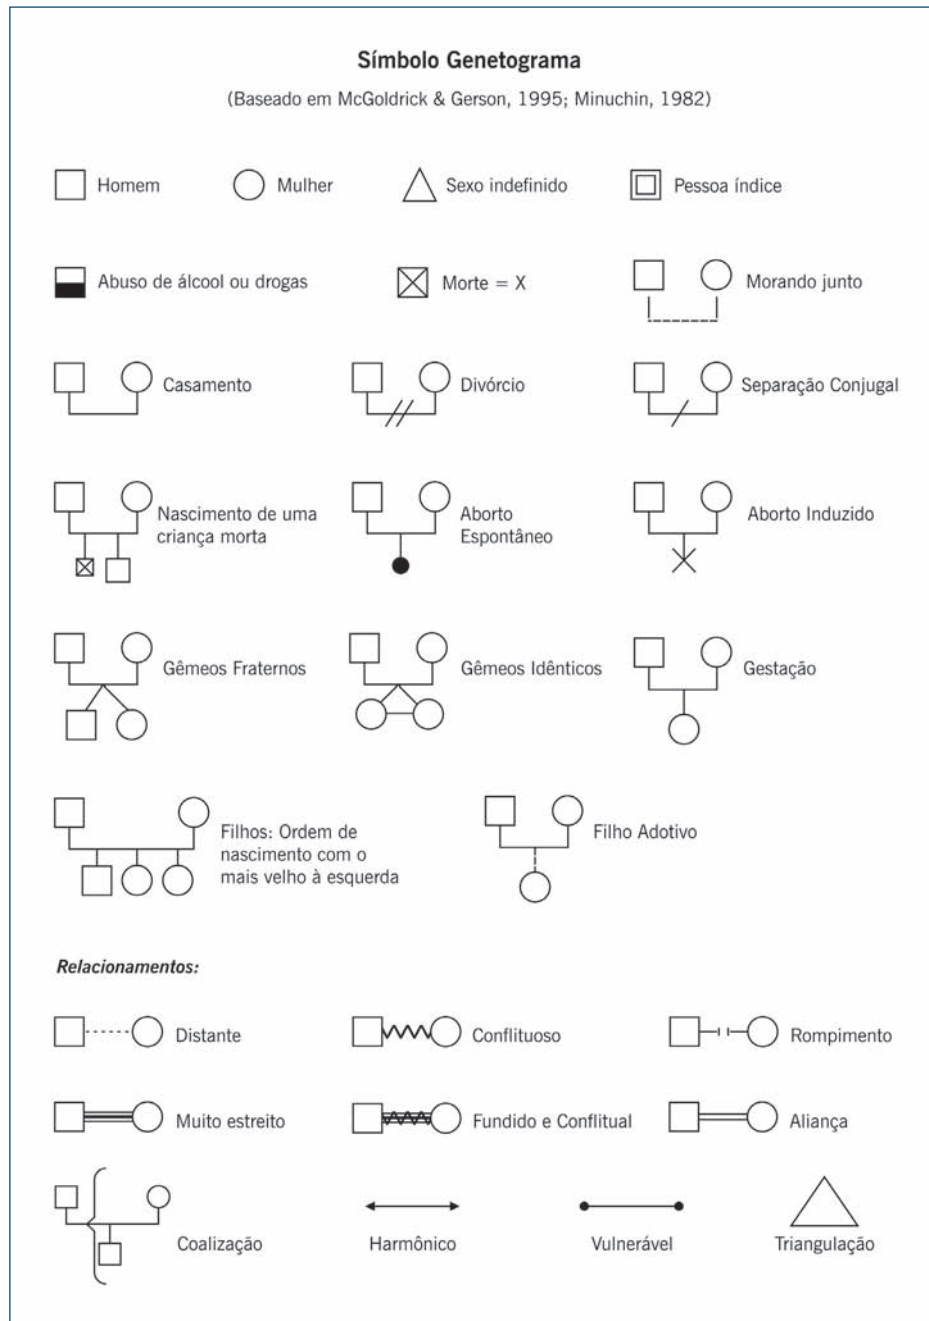 Símbolo Genetograma
(Baseado em McGoldrick & Gerson, 1995; Minuchin, 1982)
Homem
Mulher
Sexo indefinido
Pessoa índice
Abuso de álcool ou drogas
Morte = X
Morando junto
Casamento
Divórcio
Separação Conjugal
Nascimento de uma
criança morta
Aborto
Espontâneo
Aborto Induzido
Gêmeos Fraternos
Gêmeos Idênticos
Gestação
Filhos: Ordem de
nascimento com o
mais velho à esquerda
Filho Adotivo
Relacionamentos:
Distante
Conflituoso
Rompimento
Muito estreito
Fundido e Conflitual
Aliança
Coalização
Harmônico
Vulnerável
Triangulação